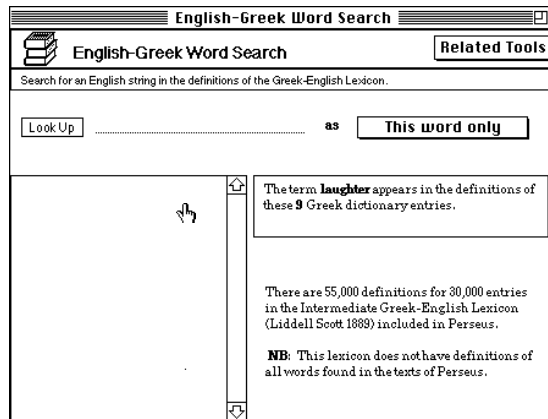 English-Greek Word Search
English-Greek Word Search
Related Tools
Search for an English string in the definitions of the Greek-English Lexicon.
Look Up
as
This word only
The term laughter appears in the definitions of
these 9 Greek dictionary entries.
There are 55,000 definitions for 30,000 entries
in the Intermediate Greek-English Lexicon
(Liddell Scott 1889) included in Perseus.
NB: This lexicon does not have definitions of
all words found in the texts of Perseus.